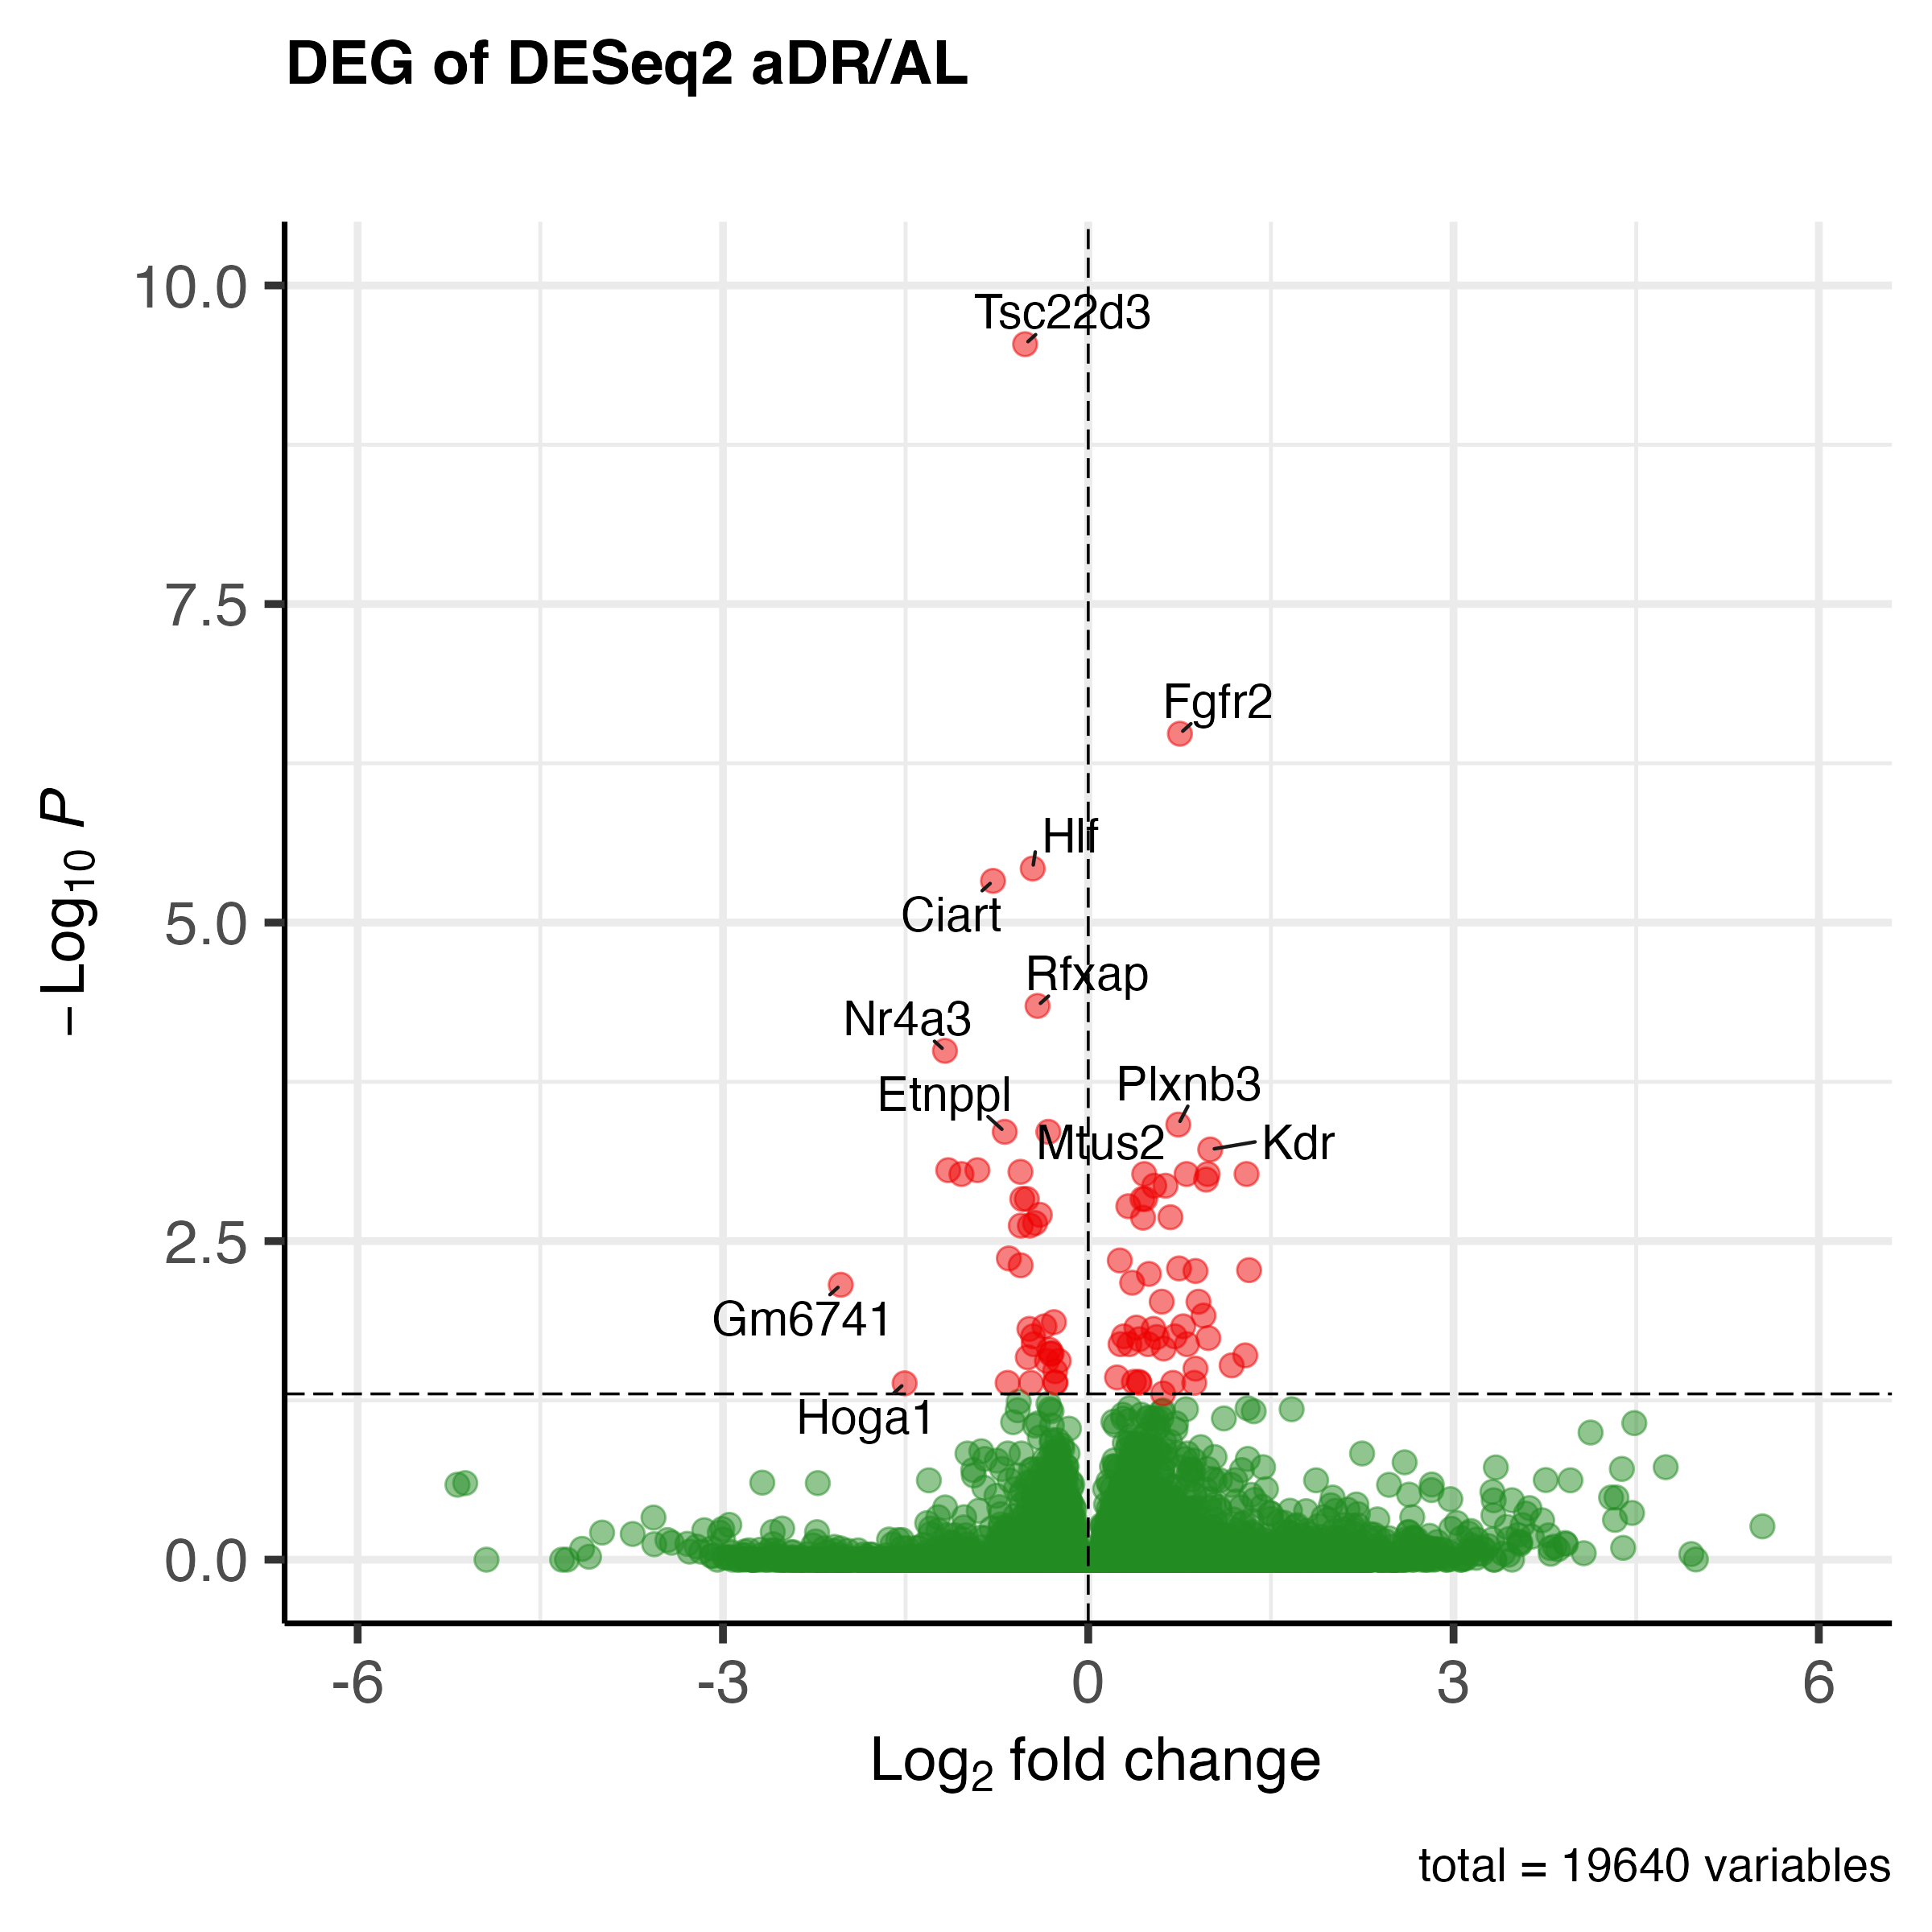 DEG of DESeq2 aDR/AL
10.0
7.5
5.0
2.5
0.0
−Log10 P
Tsc22d3
Fgfr2
Hlf
Ciart
Rfxap
Nr4a3
Plxnb3
Etnppl
Mtus2
Kdr
Gm6741
Hoga1
-6
-3
0
3
6
Log2 fold change
total = 19640 variables